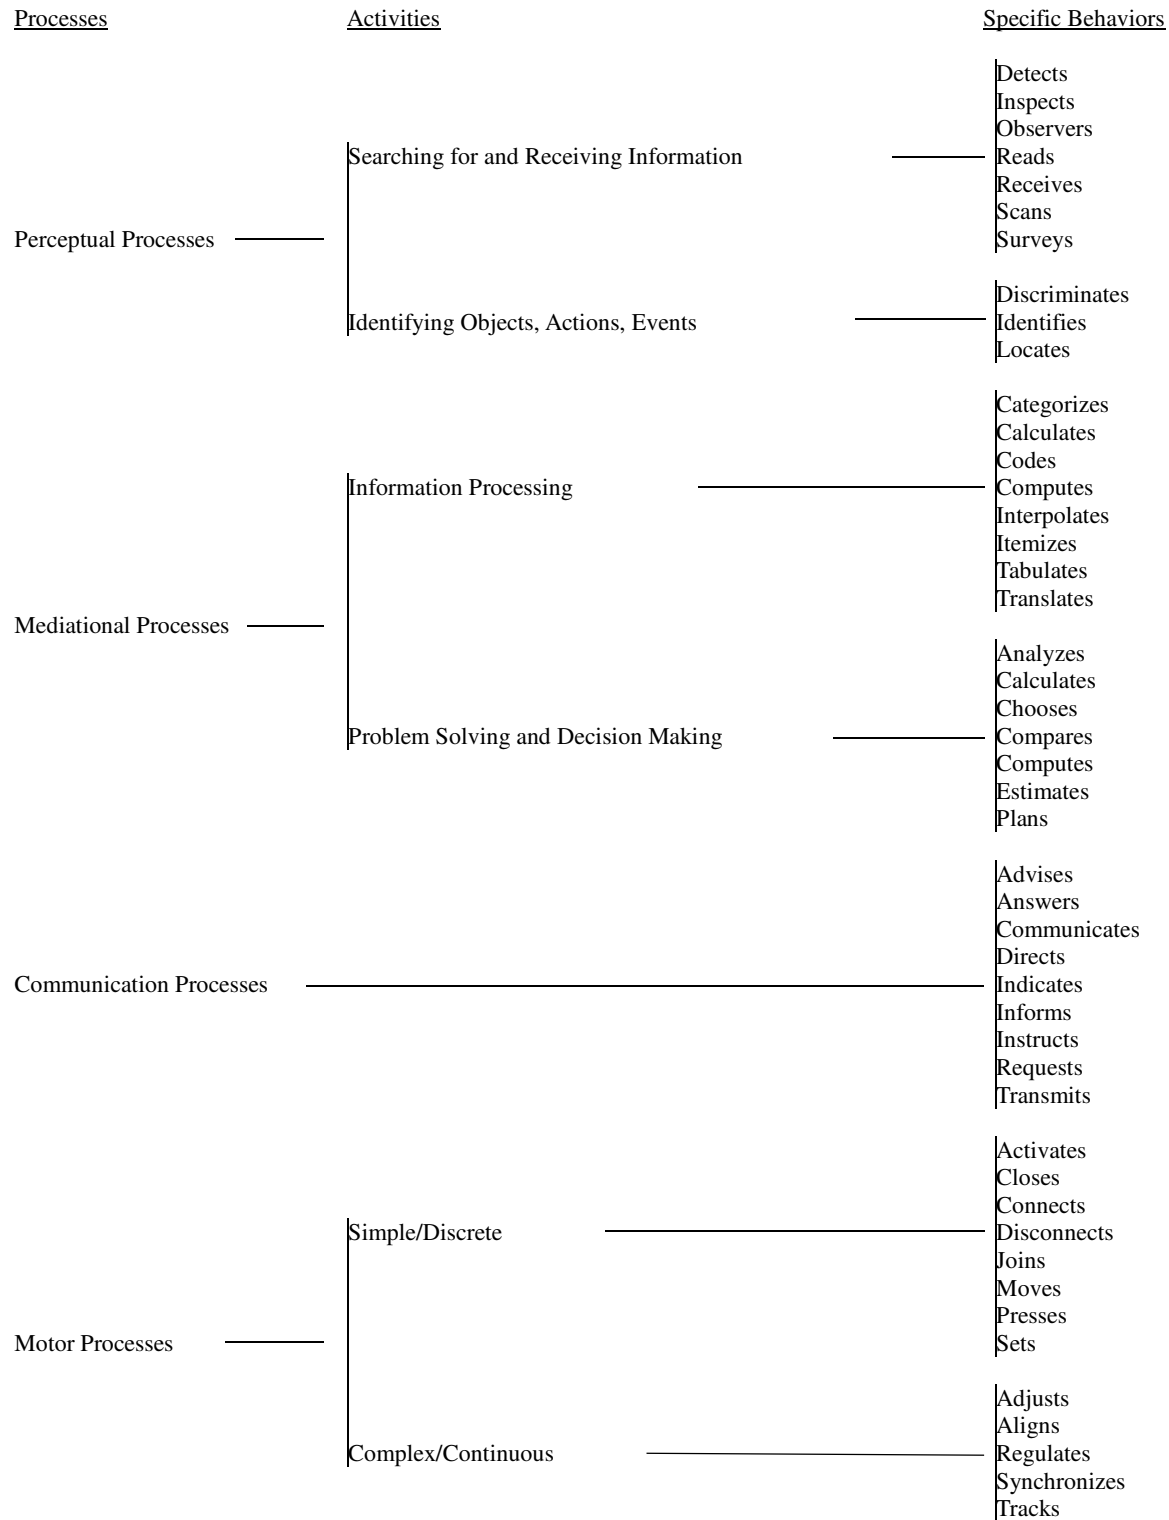 Processes Activities Specific Behaviors
Detects
Inspects
Observers
Searching for and Receiving Information Reads
Receives
Scans
Perceptual Processes Surveys
Discriminates
Identifying Objects, Actions, Events Identifies
Locates
Categorizes
Calculates
Codes
Information Processing Computes
Interpolates
Itemizes
Tabulates
Translates
Mediational Processes
Analyzes
Calculates
Chooses
Problem Solving and Decision Making Compares
Computes
Estimates
Plans
Advises
Answers
Communicates
Directs
Communication Processes Indicates
Informs
Instructs
Requests
Transmits
Activates
Closes
Connects
Simple/Discrete Disconnects
Joins
Moves
Presses
Motor Processes Sets
Adjusts
Aligns
Complex/Continuous Regulates
Synchronizes
Tracks